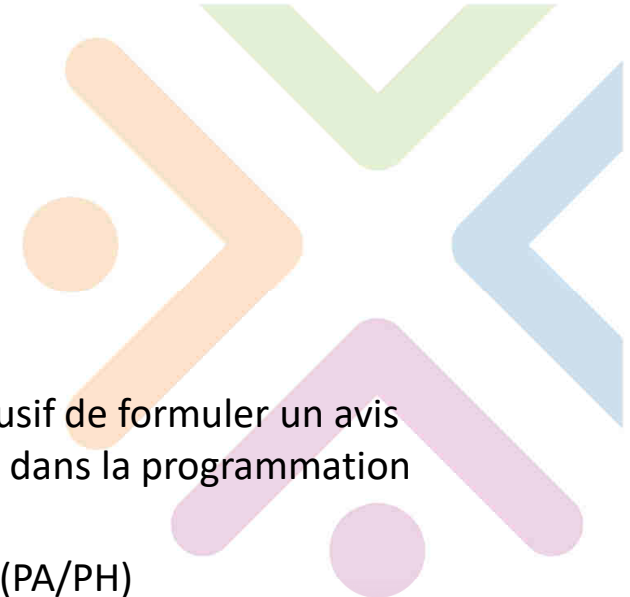 usif de formuler un avis
dans la programmation
(PA/PH)